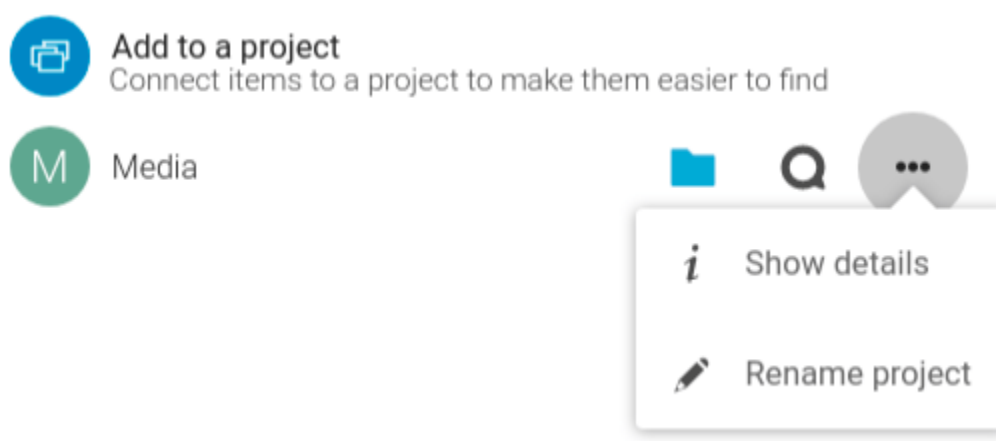 Add to a project
Connect items to a project to make them easier to find
M
Media
Show details
Rename project